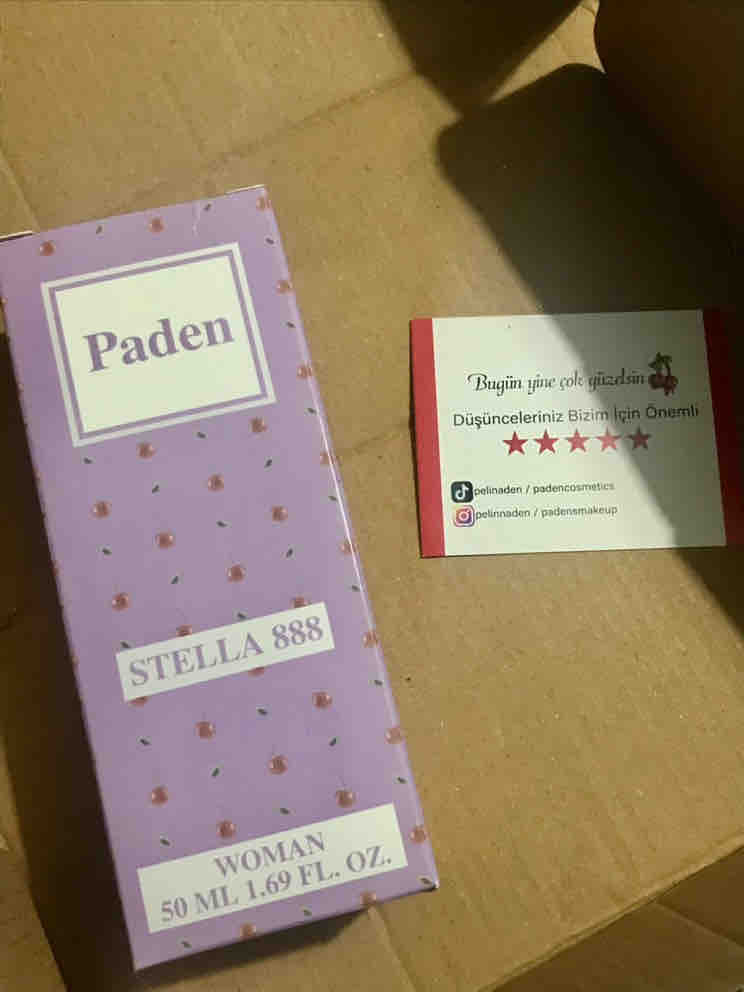 Paden
STELLA 888
WOMAN
50 ML 1.69 FL. OZ.
Bugün yine çok güzelsin
Düşünceleriniz Bizim İçin Önemli
pelinaden / padencosmetics
pelinnaden / padensmakeup